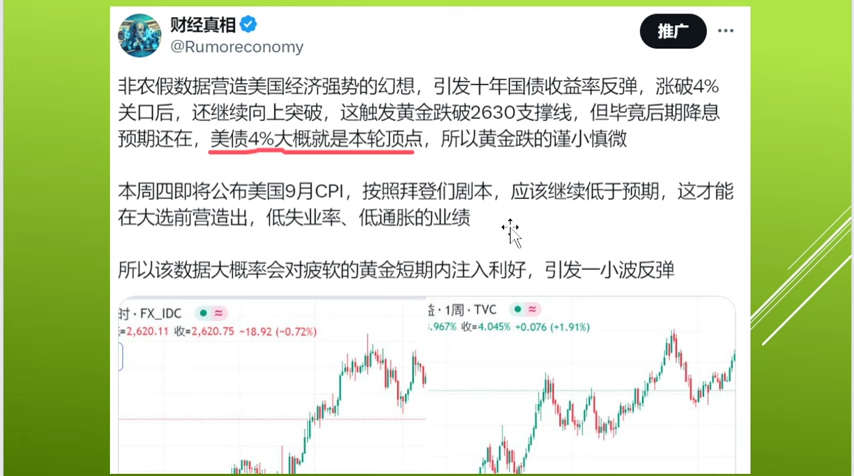 财经真相
@Rumoreconomy
推广
非农假数据营造美国经济强势的幻想，引发十年国债收益率反弹，涨破4%
关口后，还继续向上突破，这触发黄金跌破2630支撑线，但毕竟后期降息
预期还在，美债4%大概就是本轮顶点，所以黄金跌的谨小慎微
本周四即将公布美国9月CPI，按照拜登们剧本，应该继续低于预期，这才能
在大选前营造出，低失业率、低通胀的业绩
所以该数据大概率会对疲软的黄金短期内注入利好，引发一小波反弹
时 · FX_IDC
=2,620.11 收=2,620.75 −18.92 (−0.72%)
益 · 1周 · TVC
.967% 收=4.045% +0.076 (+1.91%)